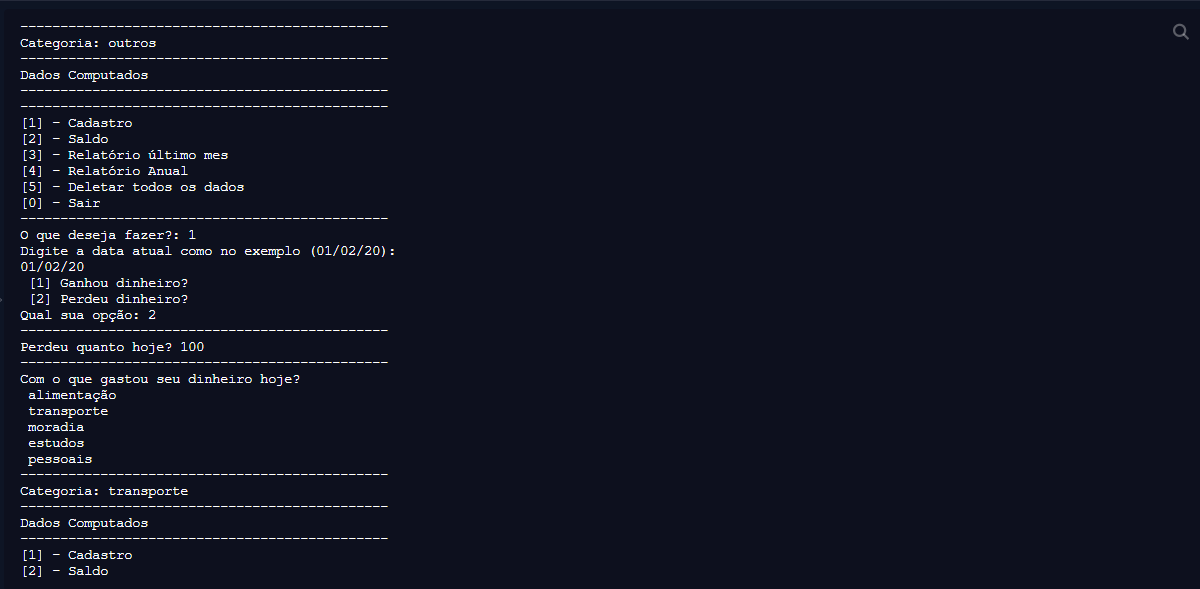 ----------------------------------------------
Categoria: outros
----------------------------------------------
Dados Computados
----------------------------------------------
----------------------------------------------
[1] - Cadastro
[2] - Saldo
[3] - Relatório último mes
[4] - Relatório Anual
[5] - Deletar todos os dados
[0] - Sair
----------------------------------------------
O que deseja fazer?: 1
Digite a data atual como no exemplo (01/02/20):
01/02/20
[1] Ganhou dinheiro?
[2] Perdeu dinheiro?
Qual sua opção: 2
----------------------------------------------
Perdeu quanto hoje? 100
----------------------------------------------
Com o que gastou seu dinheiro hoje?
alimentação
transporte
moradia
estudos
pessoais
----------------------------------------------
Categoria: transporte
----------------------------------------------
Dados Computados
----------------------------------------------
[1] - Cadastro
[2] - Saldo